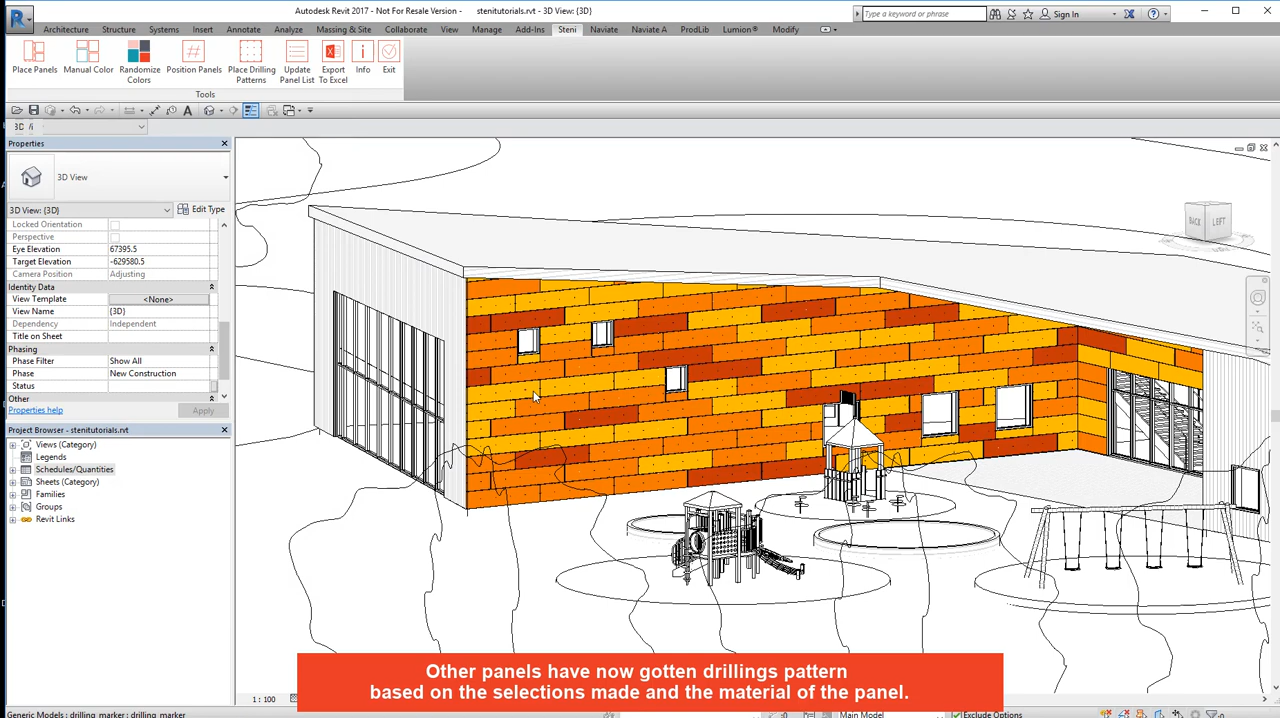 Autodesk Revit 2017 - Not For Resale Version - stenitutorials.rvt - 3D View: {3D}
Type a keyword or phrase
Sign In
Architecture Structure Systems Insert Annotate Analyze Massing & Site Collaborate View Manage Add-Ins Steni Naviate Naviate A ProdLib Lumion® Modify
Place Panels Manual Color Randomize Colors Position Panels Place Drilling Patterns Update Panel List Export To Excel Info Exit
Tools
Properties
3D View
3D View: {3D} Edit Type
Locked Orientation
Perspective
Eye Elevation 67395.5
Target Elevation -629580.5
Camera Position Adjusting
Identity Data
View Template <None>
View Name {3D}
Dependency Independent
Title on Sheet
Phasing
Phase Filter Show All
Phase New Construction
Status
Other
Properties help Apply
Project Browser - stenitutorials.rvt
Views (Category)
Legends
Schedules/Quantities
Sheets (Category)
Families
Groups
Revit Links
BACK LEFT
Other panels have now gotten drillings pattern
based on the selections made and the material of the panel.
1 : 100
Generic Models : drilling_marker : drilling_marker
Main Model
Exclude Options